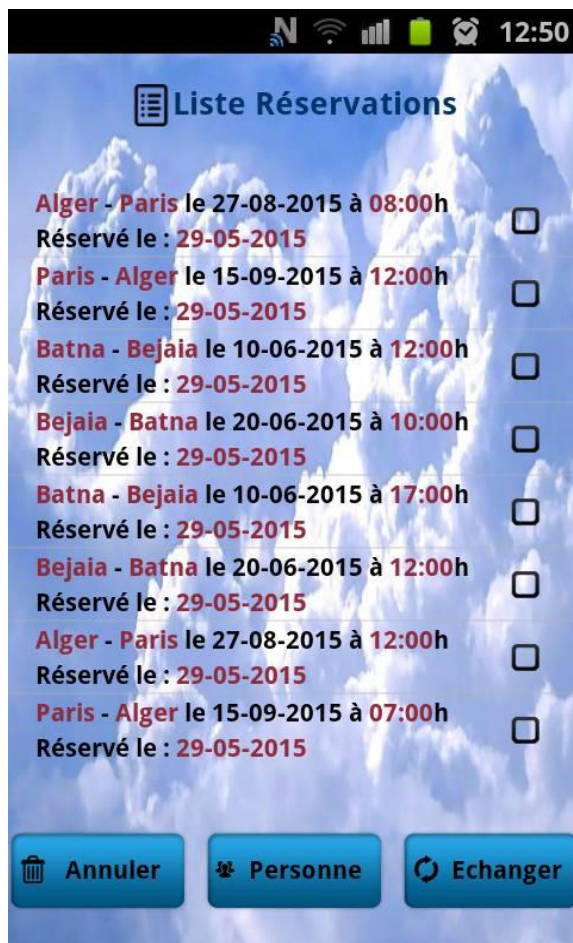 12:50
Liste Réservations
Alger - Paris le 27-08-2015 à 08:00h
Réservé le : 29-05-2015
Paris - Alger le 15-09-2015 à 12:00h
Réservé le : 29-05-2015
Batna - Bejaia le 10-06-2015 à 12:00h
Réservé le : 29-05-2015
Bejaia - Batna le 20-06-2015 à 10:00h
Réservé le : 29-05-2015
Batna - Bejaia le 10-06-2015 à 17:00h
Réservé le : 29-05-2015
Bejaia - Batna le 20-06-2015 à 12:00h
Réservé le : 29-05-2015
Alger - Paris le 27-08-2015 à 12:00h
Réservé le : 29-05-2015
Paris - Alger le 15-09-2015 à 07:00h
Réservé le : 29-05-2015
Annuler Personne Echanger